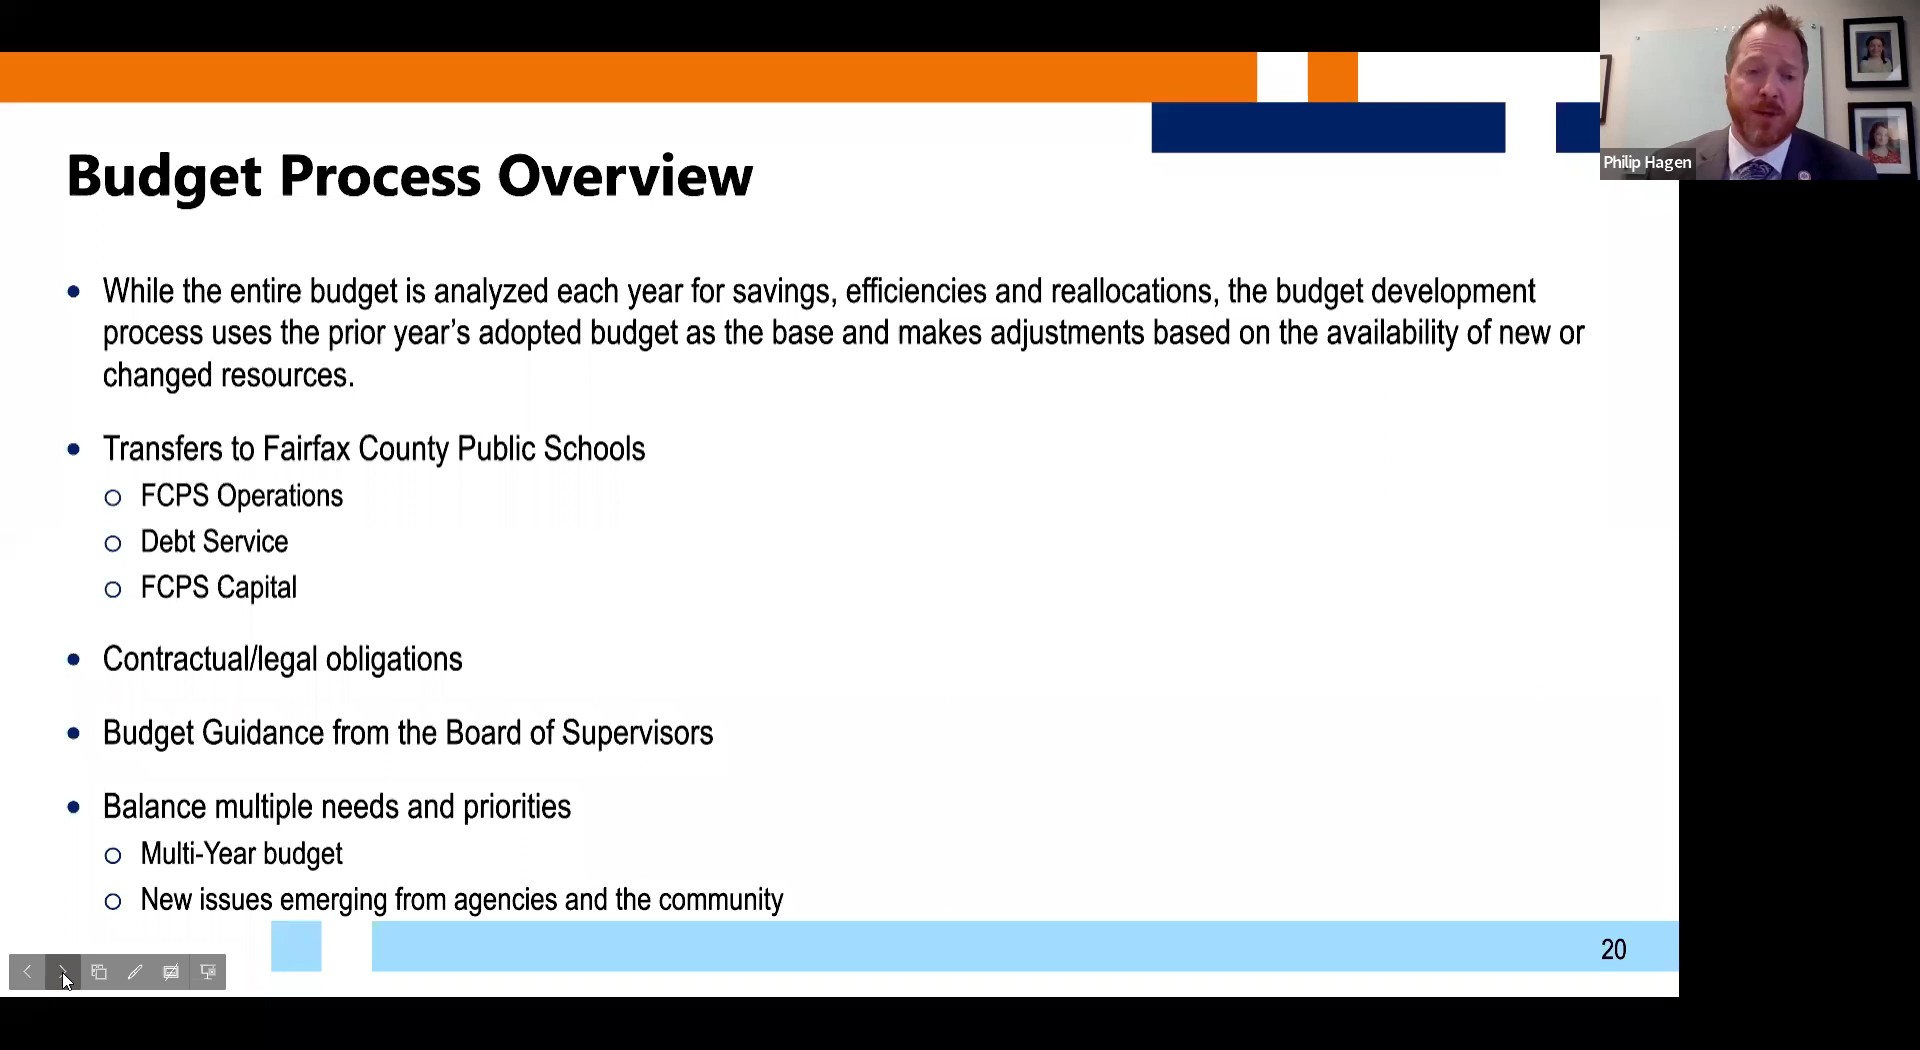 Philip Hagen
Budget Process Overview
While the entire budget is analyzed each year for savings, efficiencies and reallocations, the budget development
process uses the prior year’s adopted budget as the base and makes adjustments based on the availability of new or
changed resources.
Transfers to Fairfax County Public Schools
FCPS Operations
Debt Service
FCPS Capital
Contractual/legal obligations
Budget Guidance from the Board of Supervisors
Balance multiple needs and priorities
Multi-Year budget
New issues emerging from agencies and the community
20